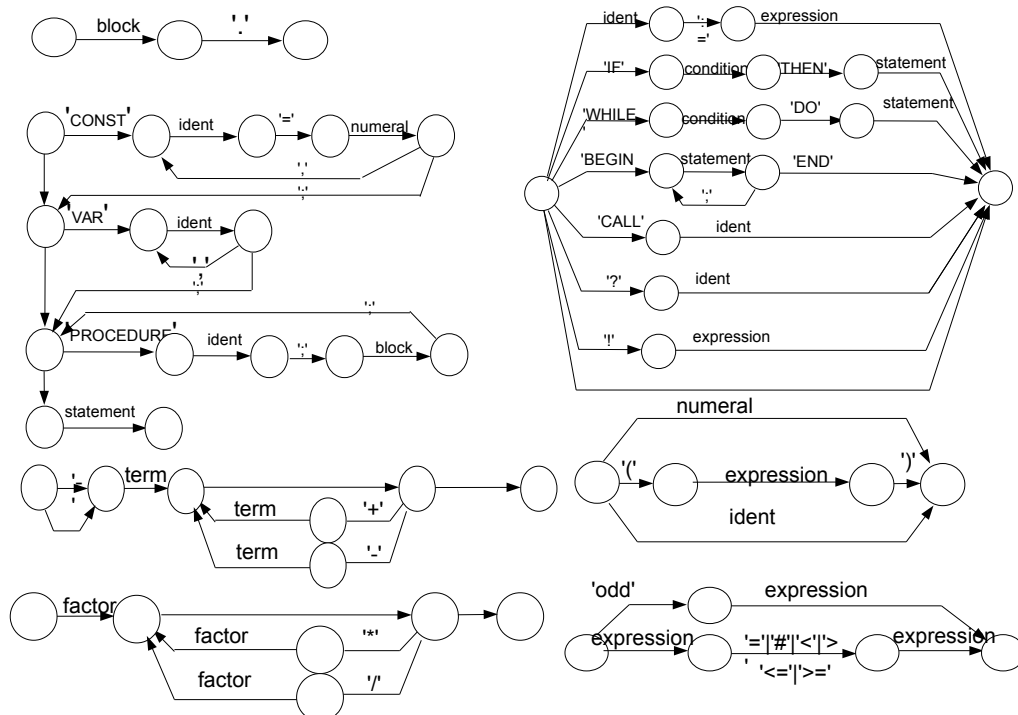 block '.'
'CONST' ident '=' numeral
','
';'
'VAR' ident
','
';'
';'
'PROCEDURE' ident ';' block
statement
'-' term
term '+'
term '-'
factor
factor '*'
factor '/'
ident ':=' expression
'IF' condition 'THEN' statement
'WHILE' condition 'DO' statement
'BEGIN statement 'END'
';'
'CALL' ident
'?' ident
'!' expression
numeral
'(' expression ')'
ident
'odd' expression
expression '='|'#'|'<'|'> expression
' '<='|'>='